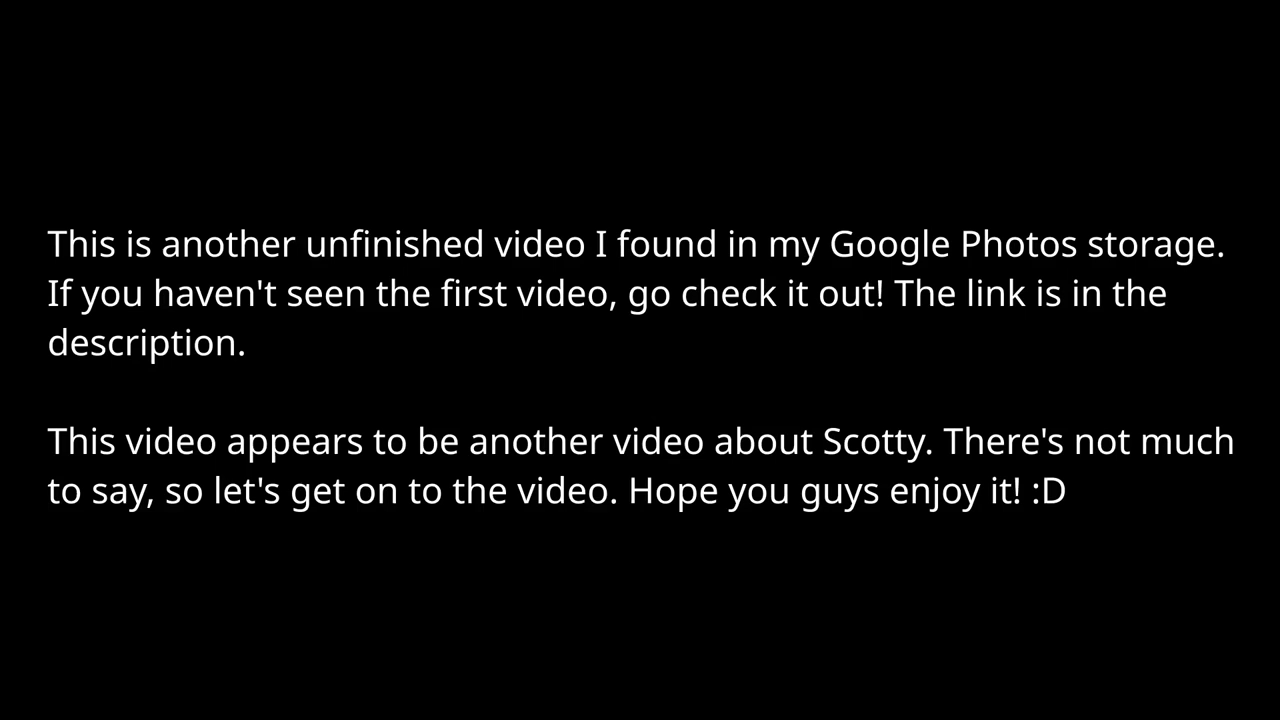 This is another unfinished video I found in my Google Photos storage.
If you haven't seen the first video, go check it out! The link is in the
description.
This video appears to be another video about Scotty. There's not much
to say, so let's get on to the video. Hope you guys enjoy it! :D